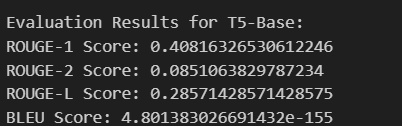 Evaluation Results for T5-Base:
ROUGE-1 Score: 0.40816326530612246
ROUGE-2 Score: 0.0851063829787234
ROUGE-L Score: 0.28571428571428575
BLEU Score: 4.801383026691432e-155